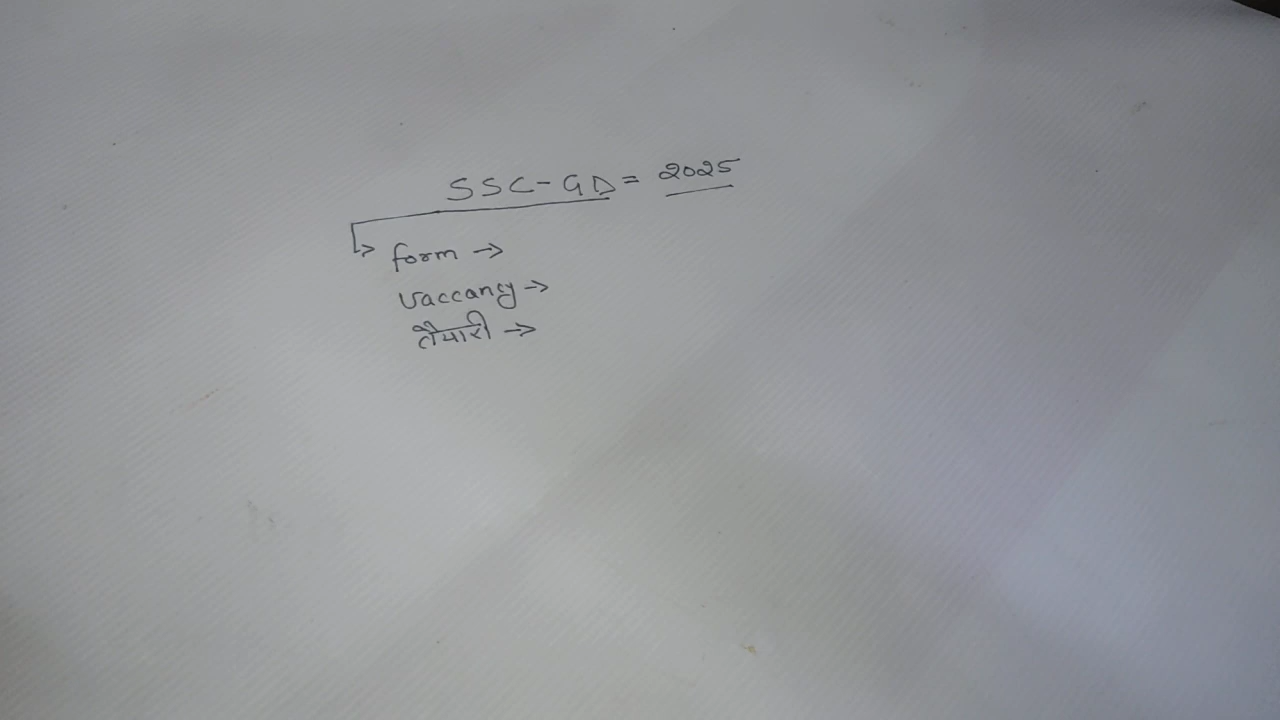 SSC-GD = 2025
↳ form →
Vaccancy →
तैयारी →